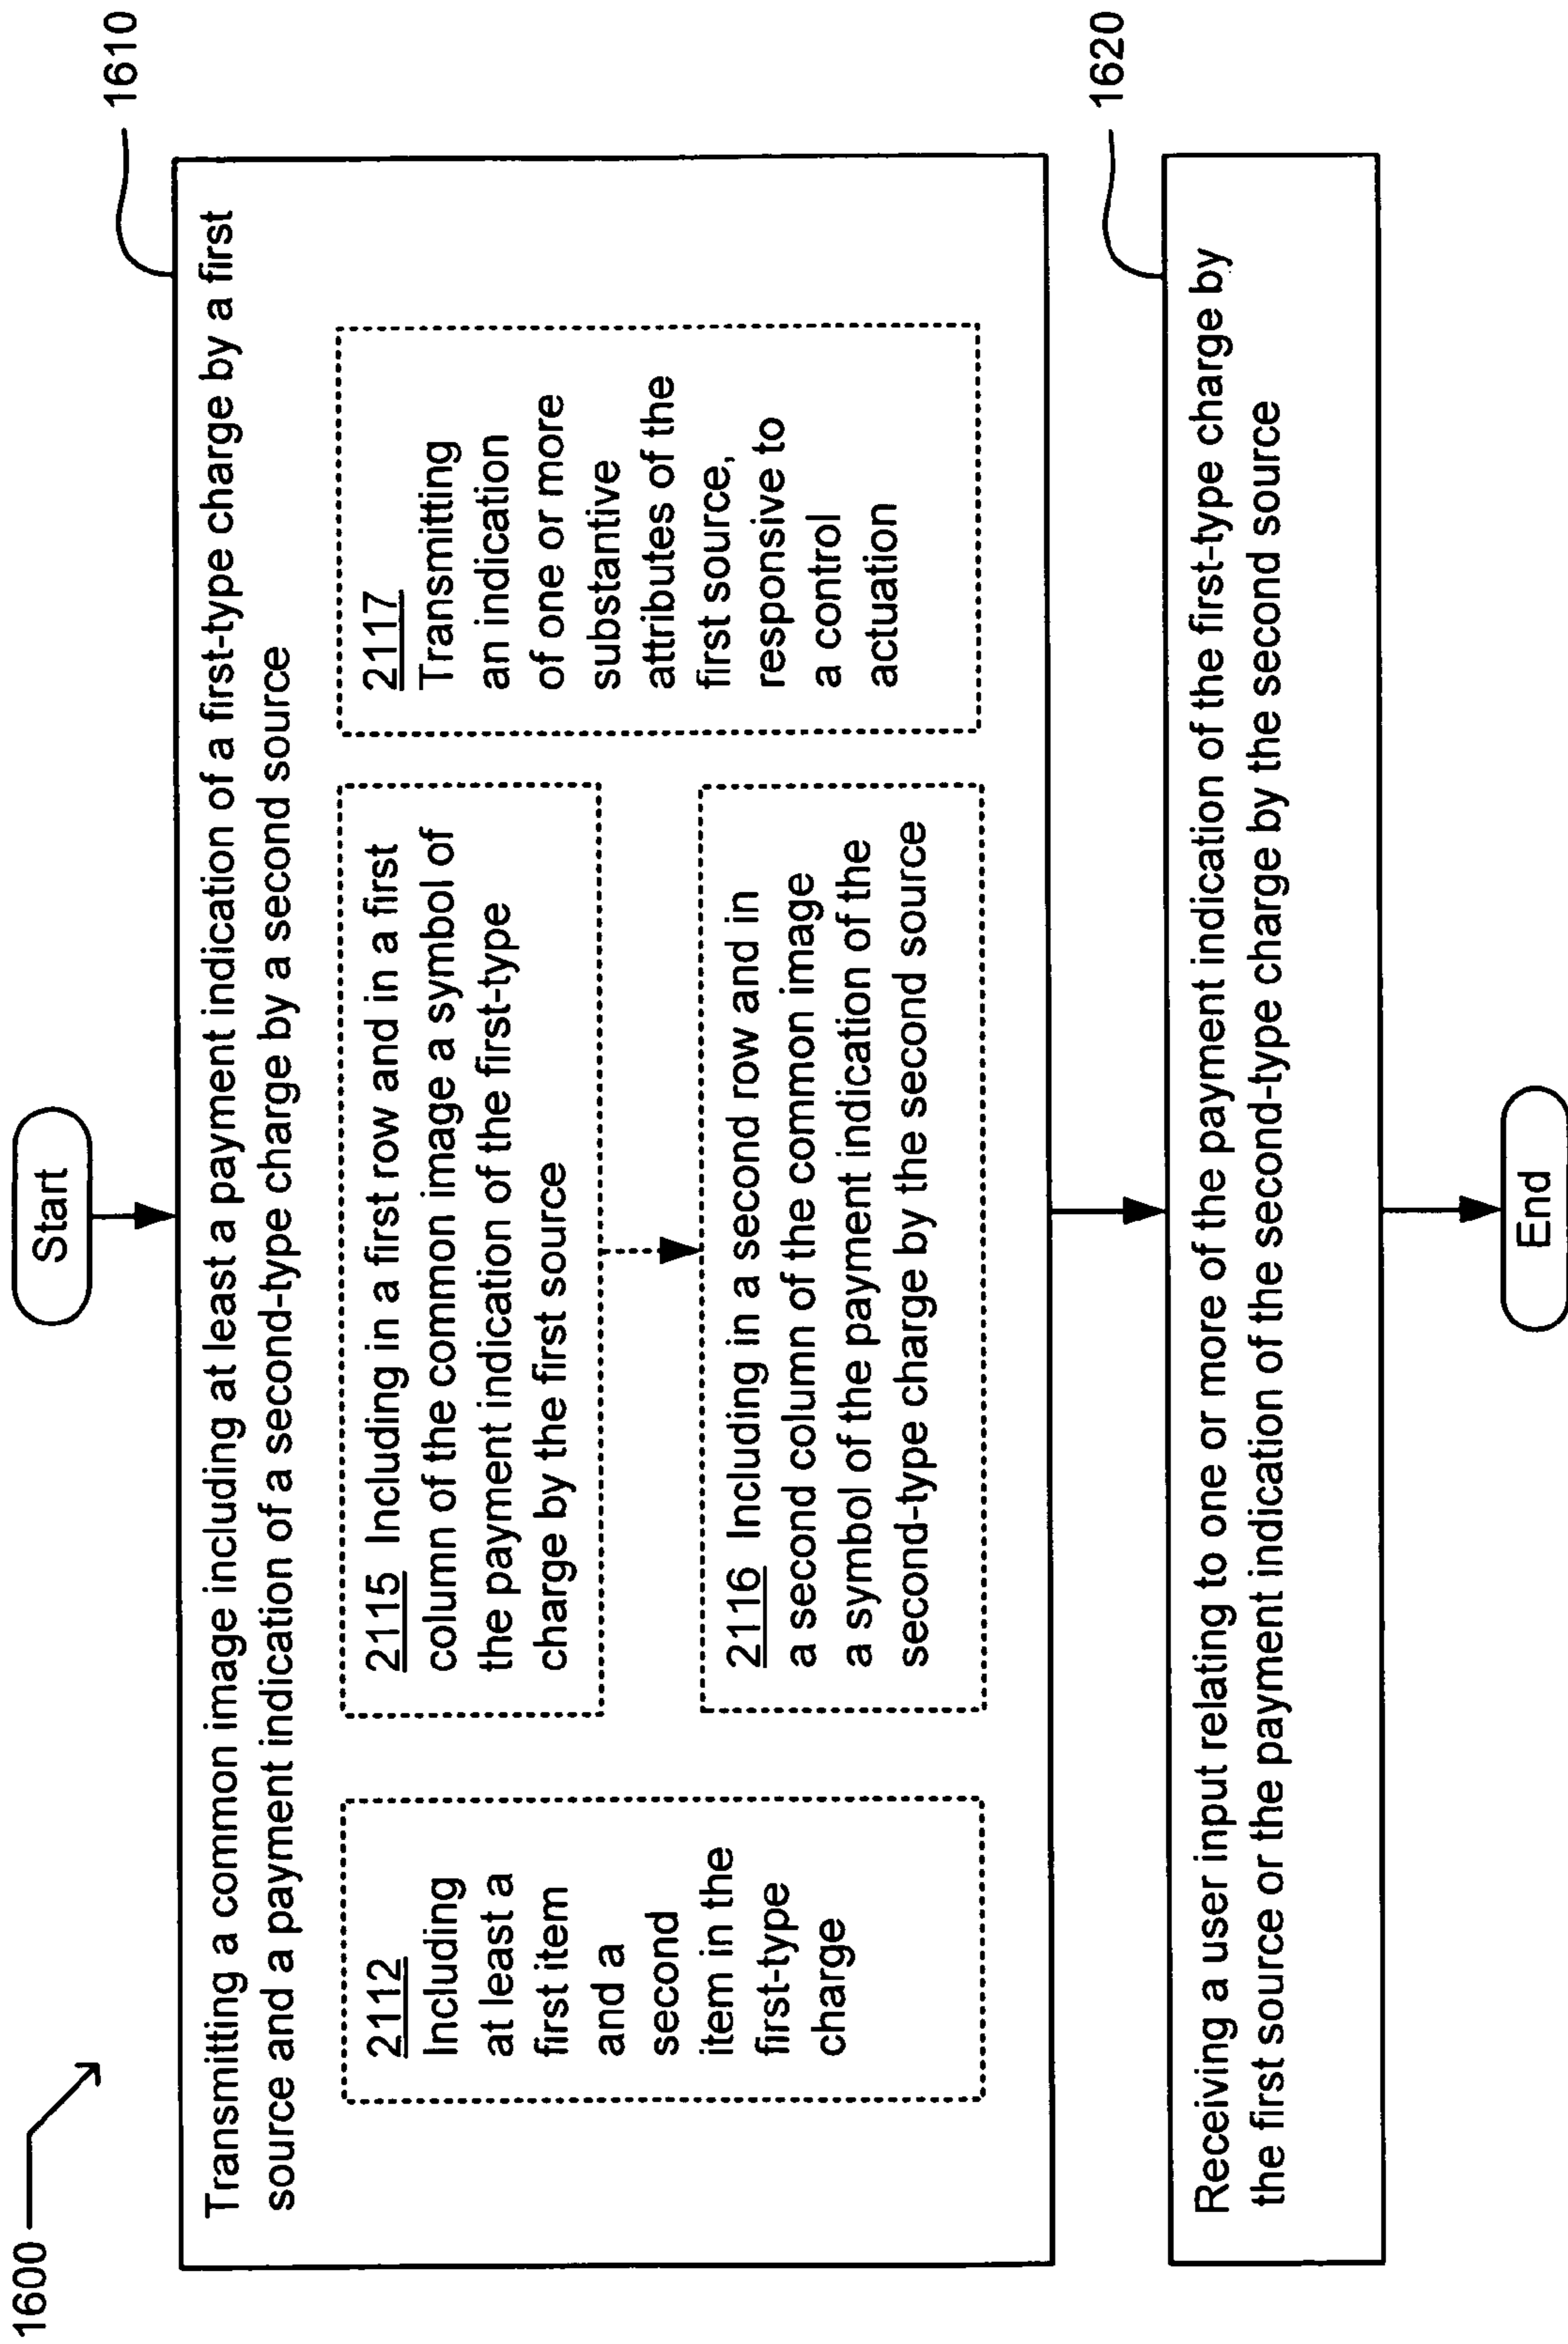 1600
Start
1610
Transmitting a common image including at least a payment indication of a first-type charge by a first
source and a payment indication of a second-type charge by a second source
2112
Including
at least a
first item
and a
second
item in the
first-type
charge
2115 Including in a first row and in a first
column of the common image a symbol of
the payment indication of the first-type
charge by the first source
2116 Including in a second row and in
a second column of the common image
a symbol of the payment indication of the
second-type charge by the second source
2117
Transmitting
an indication
of one or more
substantive
attributes of the
first source,
responsive to
a control
actuation
1620
Receiving a user input relating to one or more of the payment indication of the first-type charge by
the first source or the payment indication of the second-type charge by the second source
End